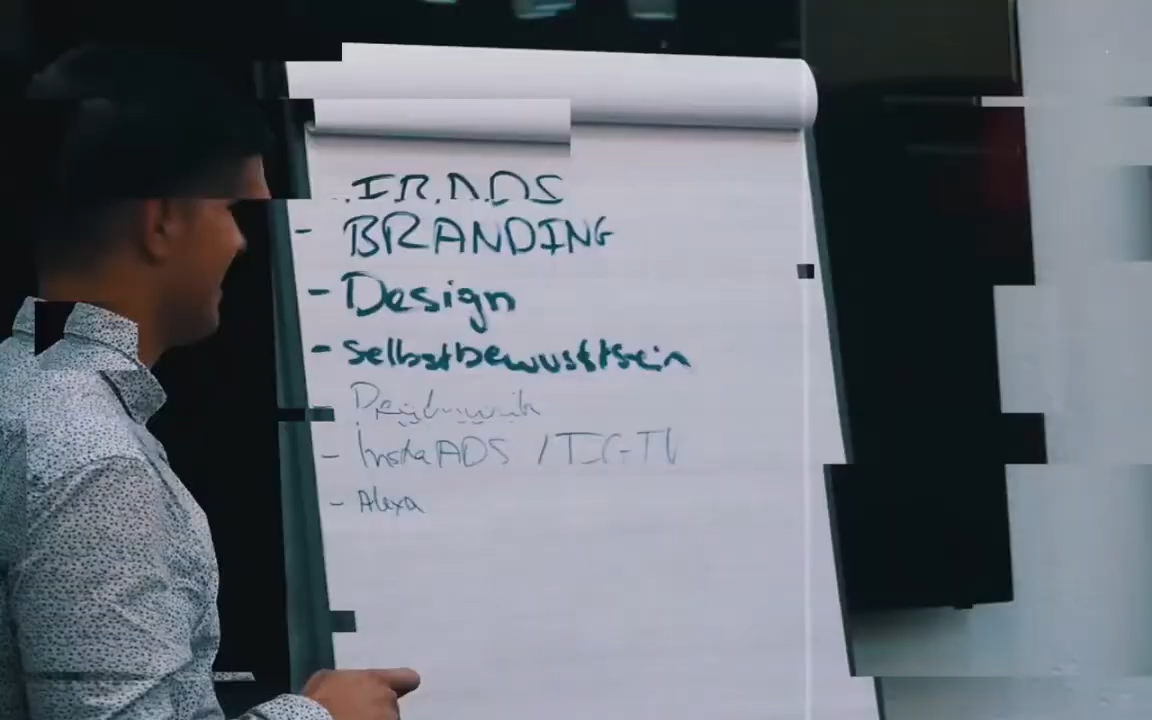 - BRANDING
- Design
- Selbstbewusstsein
- InstaADS / IGTV
- Alexa